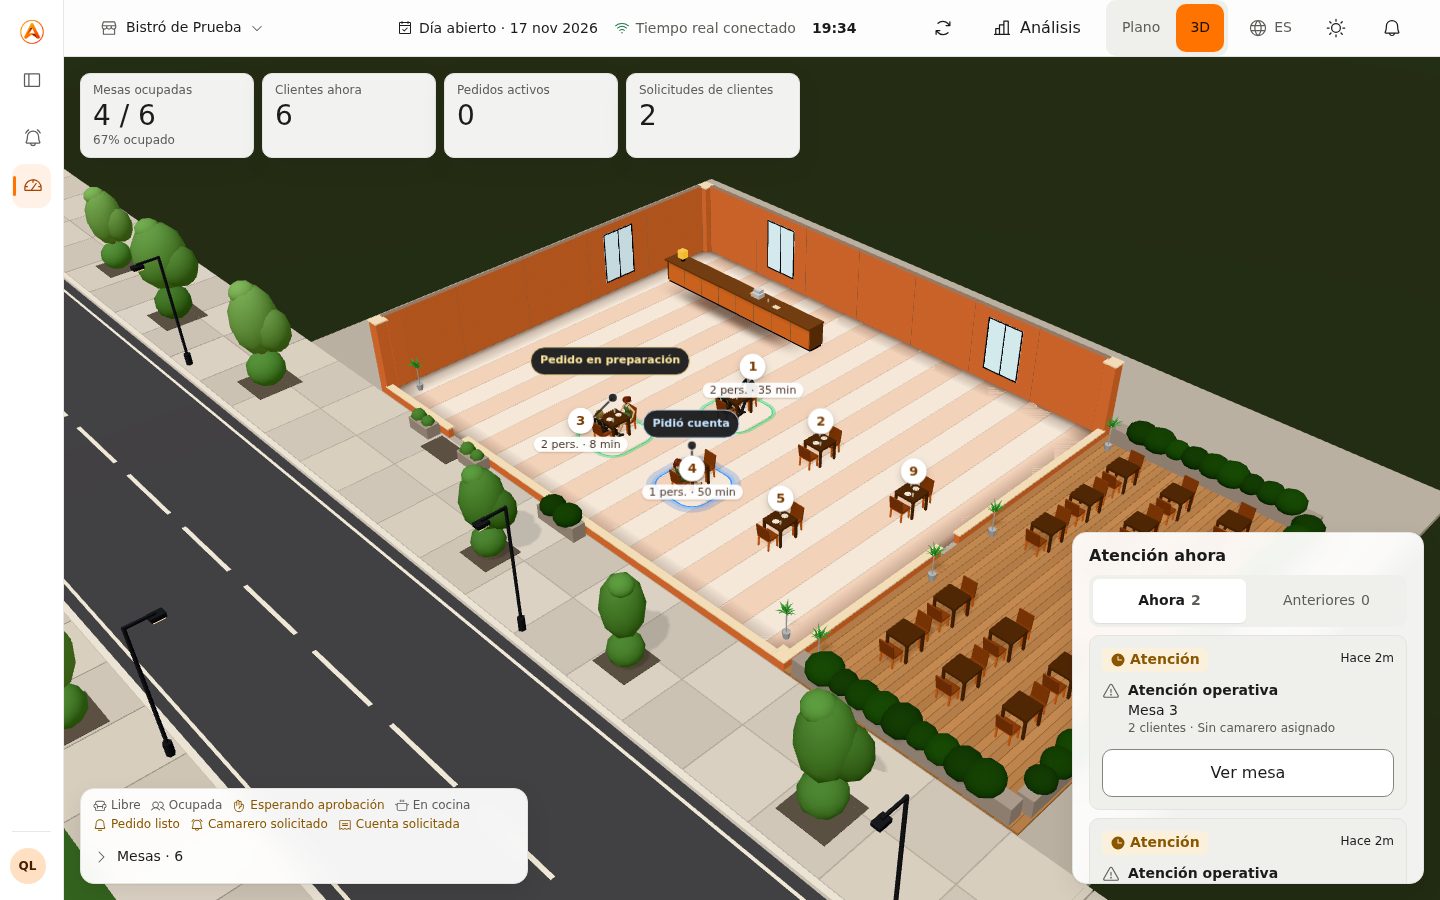 Bistró de Prueba
Día abierto · 17 nov 2026
Tiempo real conectado
19:34
Análisis
Plano
3D
ES
Mesas ocupadas
4 / 6
67% ocupado
Clientes ahora
6
Pedidos activos
0
Solicitudes de clientes
2
Pedido en preparación
1
2 pers. · 35 min
3
2 pers. · 8 min
Pidió cuenta
2
4
1 pers. · 50 min
9
5
Atención ahora
Ahora 2
Anteriores 0
Atención
Hace 2m
Atención operativa
Mesa 3
2 clientes · Sin camarero asignado
Ver mesa
Atención
Hace 2m
Atención operativa
Libre
Ocupada
Esperando aprobación
En cocina
Pedido listo
Camarero solicitado
Cuenta solicitada
Mesas · 6
QL